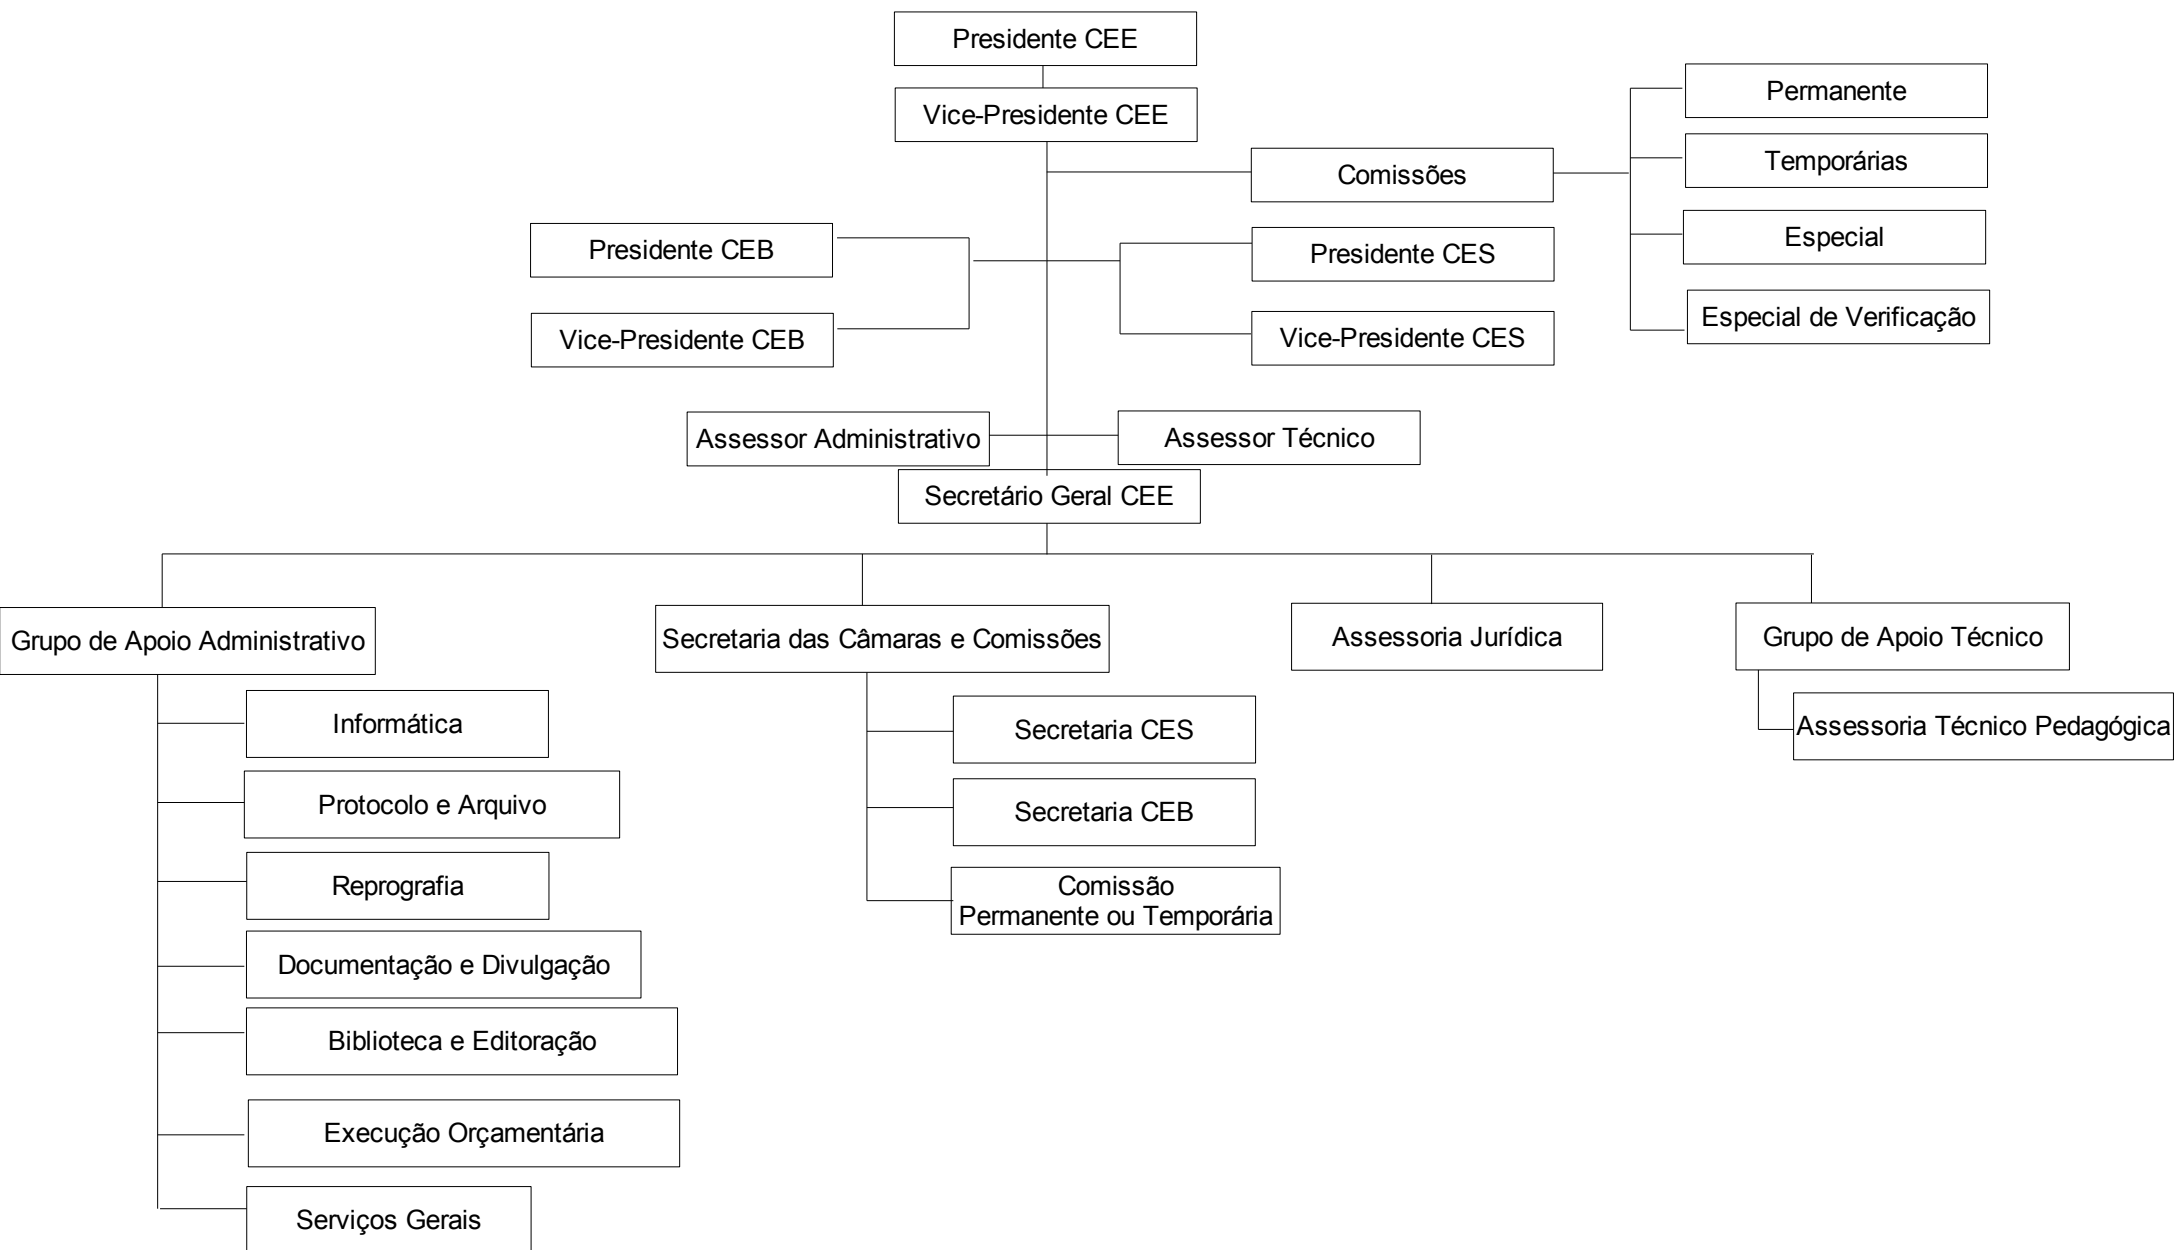 Presidente CEE
Vice-Presidente CEE
Permanente
Temporárias
Comissões
Especial
Especial de Verificação
Presidente CEB
Presidente CES
Vice-Presidente CEB
Vice-Presidente CES
Assessor Administrativo
Assessor Técnico
Secretário Geral CEE
Grupo de Apoio Administrativo
Secretaria das Câmaras e Comissões
Assessoria Jurídica
Grupo de Apoio Técnico
Informática
Protocolo e Arquivo
Reprografia
Documentação e Divulgação
Biblioteca e Editoração
Execução Orçamentária
Serviços Gerais
Secretaria CES
Secretaria CEB
Comissão
Permanente ou Temporária
Assessoria Técnico Pedagógica